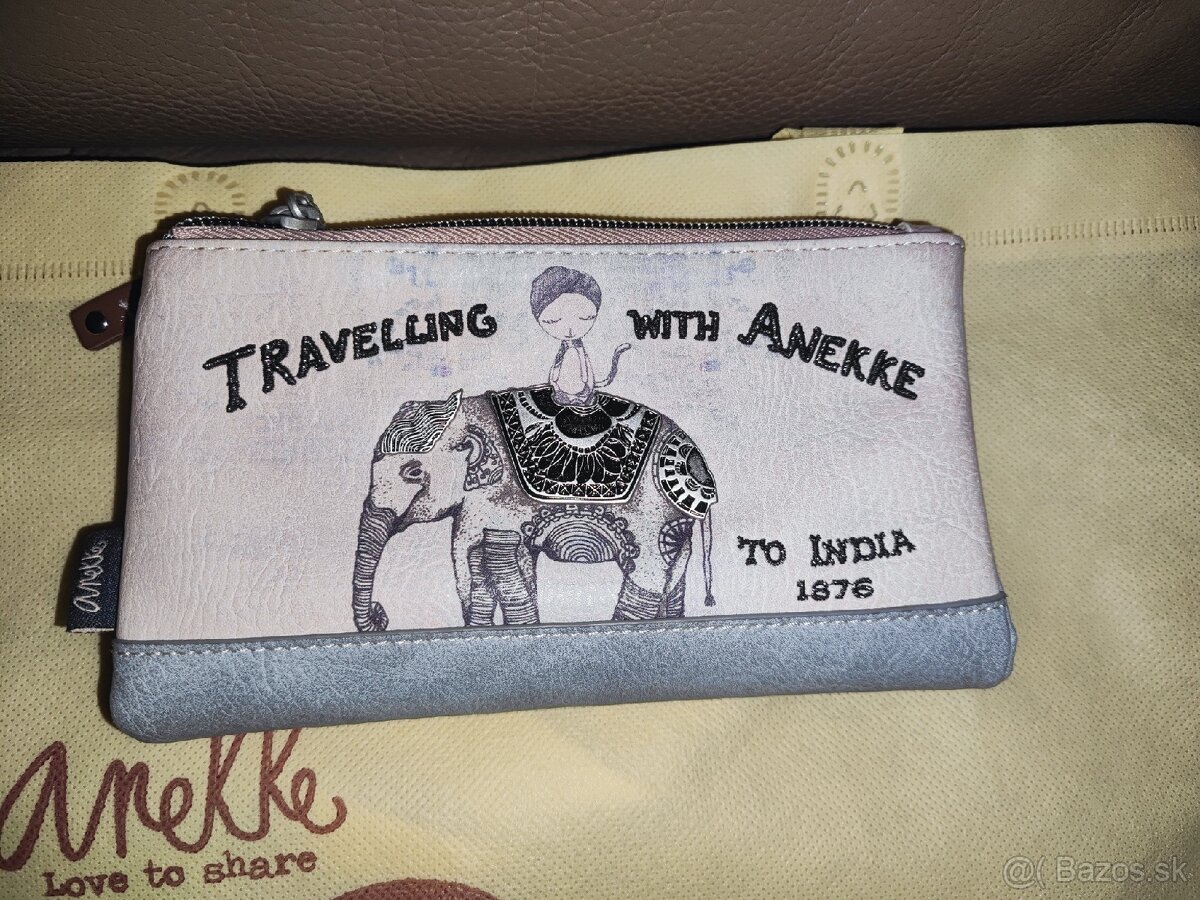 TRAVELLING WITH ANEKKE
TO INDIA
1876
anekke
anekke
Love to share
@( Bazos.sk